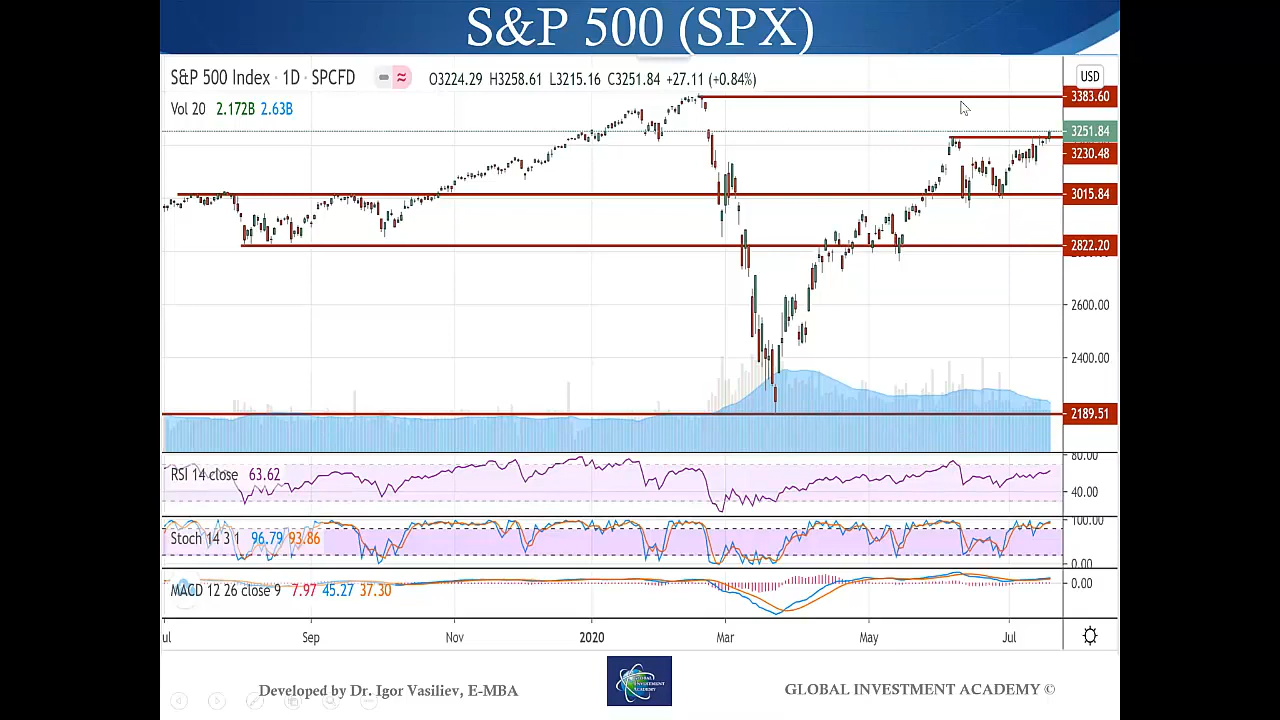 S&P 500 (SPX)
S&P 500 Index · 1D · SPCFD O3224.29 H3258.61 L3215.16 C3251.84 +27.11 (+0.84%) USD
Vol 20 2.172B 2.63B
3383.60
3251.84
3230.48
3015.84
2822.20
2600.00
2400.00
2189.51
80.00
RSI 14 close 63.62
40.00
100.00
Stoch 14 3 1 96.79 93.86
0.00
MACD 12 26 close 9 7.97 45.27 37.30
0.00
ul Sep Nov 2020 Mar May Jul
GLOBAL
INVESTMENT
ACADEMY
Developed by Dr. Igor Vasiliev, E-MBA
GLOBAL INVESTMENT ACADEMY ©